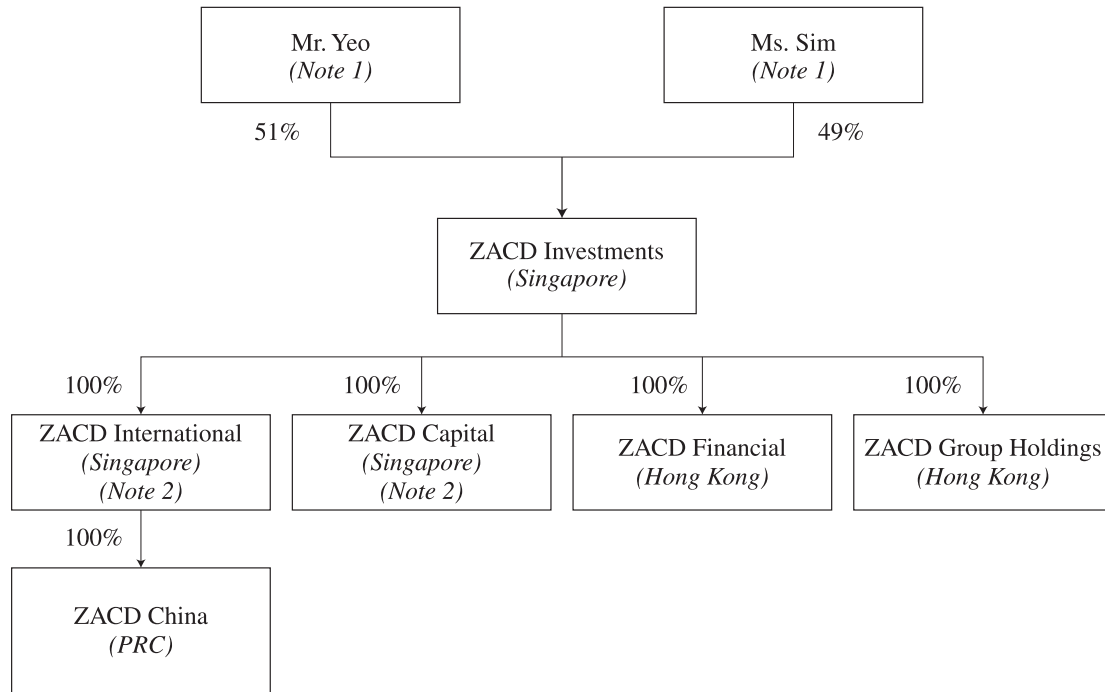 Mr. Yeo
(Note 1)
Ms. Sim
(Note 1)
51%
49%
ZACD Investments
(Singapore)
100%
100%
100%
100%
ZACD International
(Singapore)
(Note 2)
ZACD Capital
(Singapore)
(Note 2)
ZACD Financial
(Hong Kong)
ZACD Group Holdings
(Hong Kong)
100%
ZACD China
(PRC)